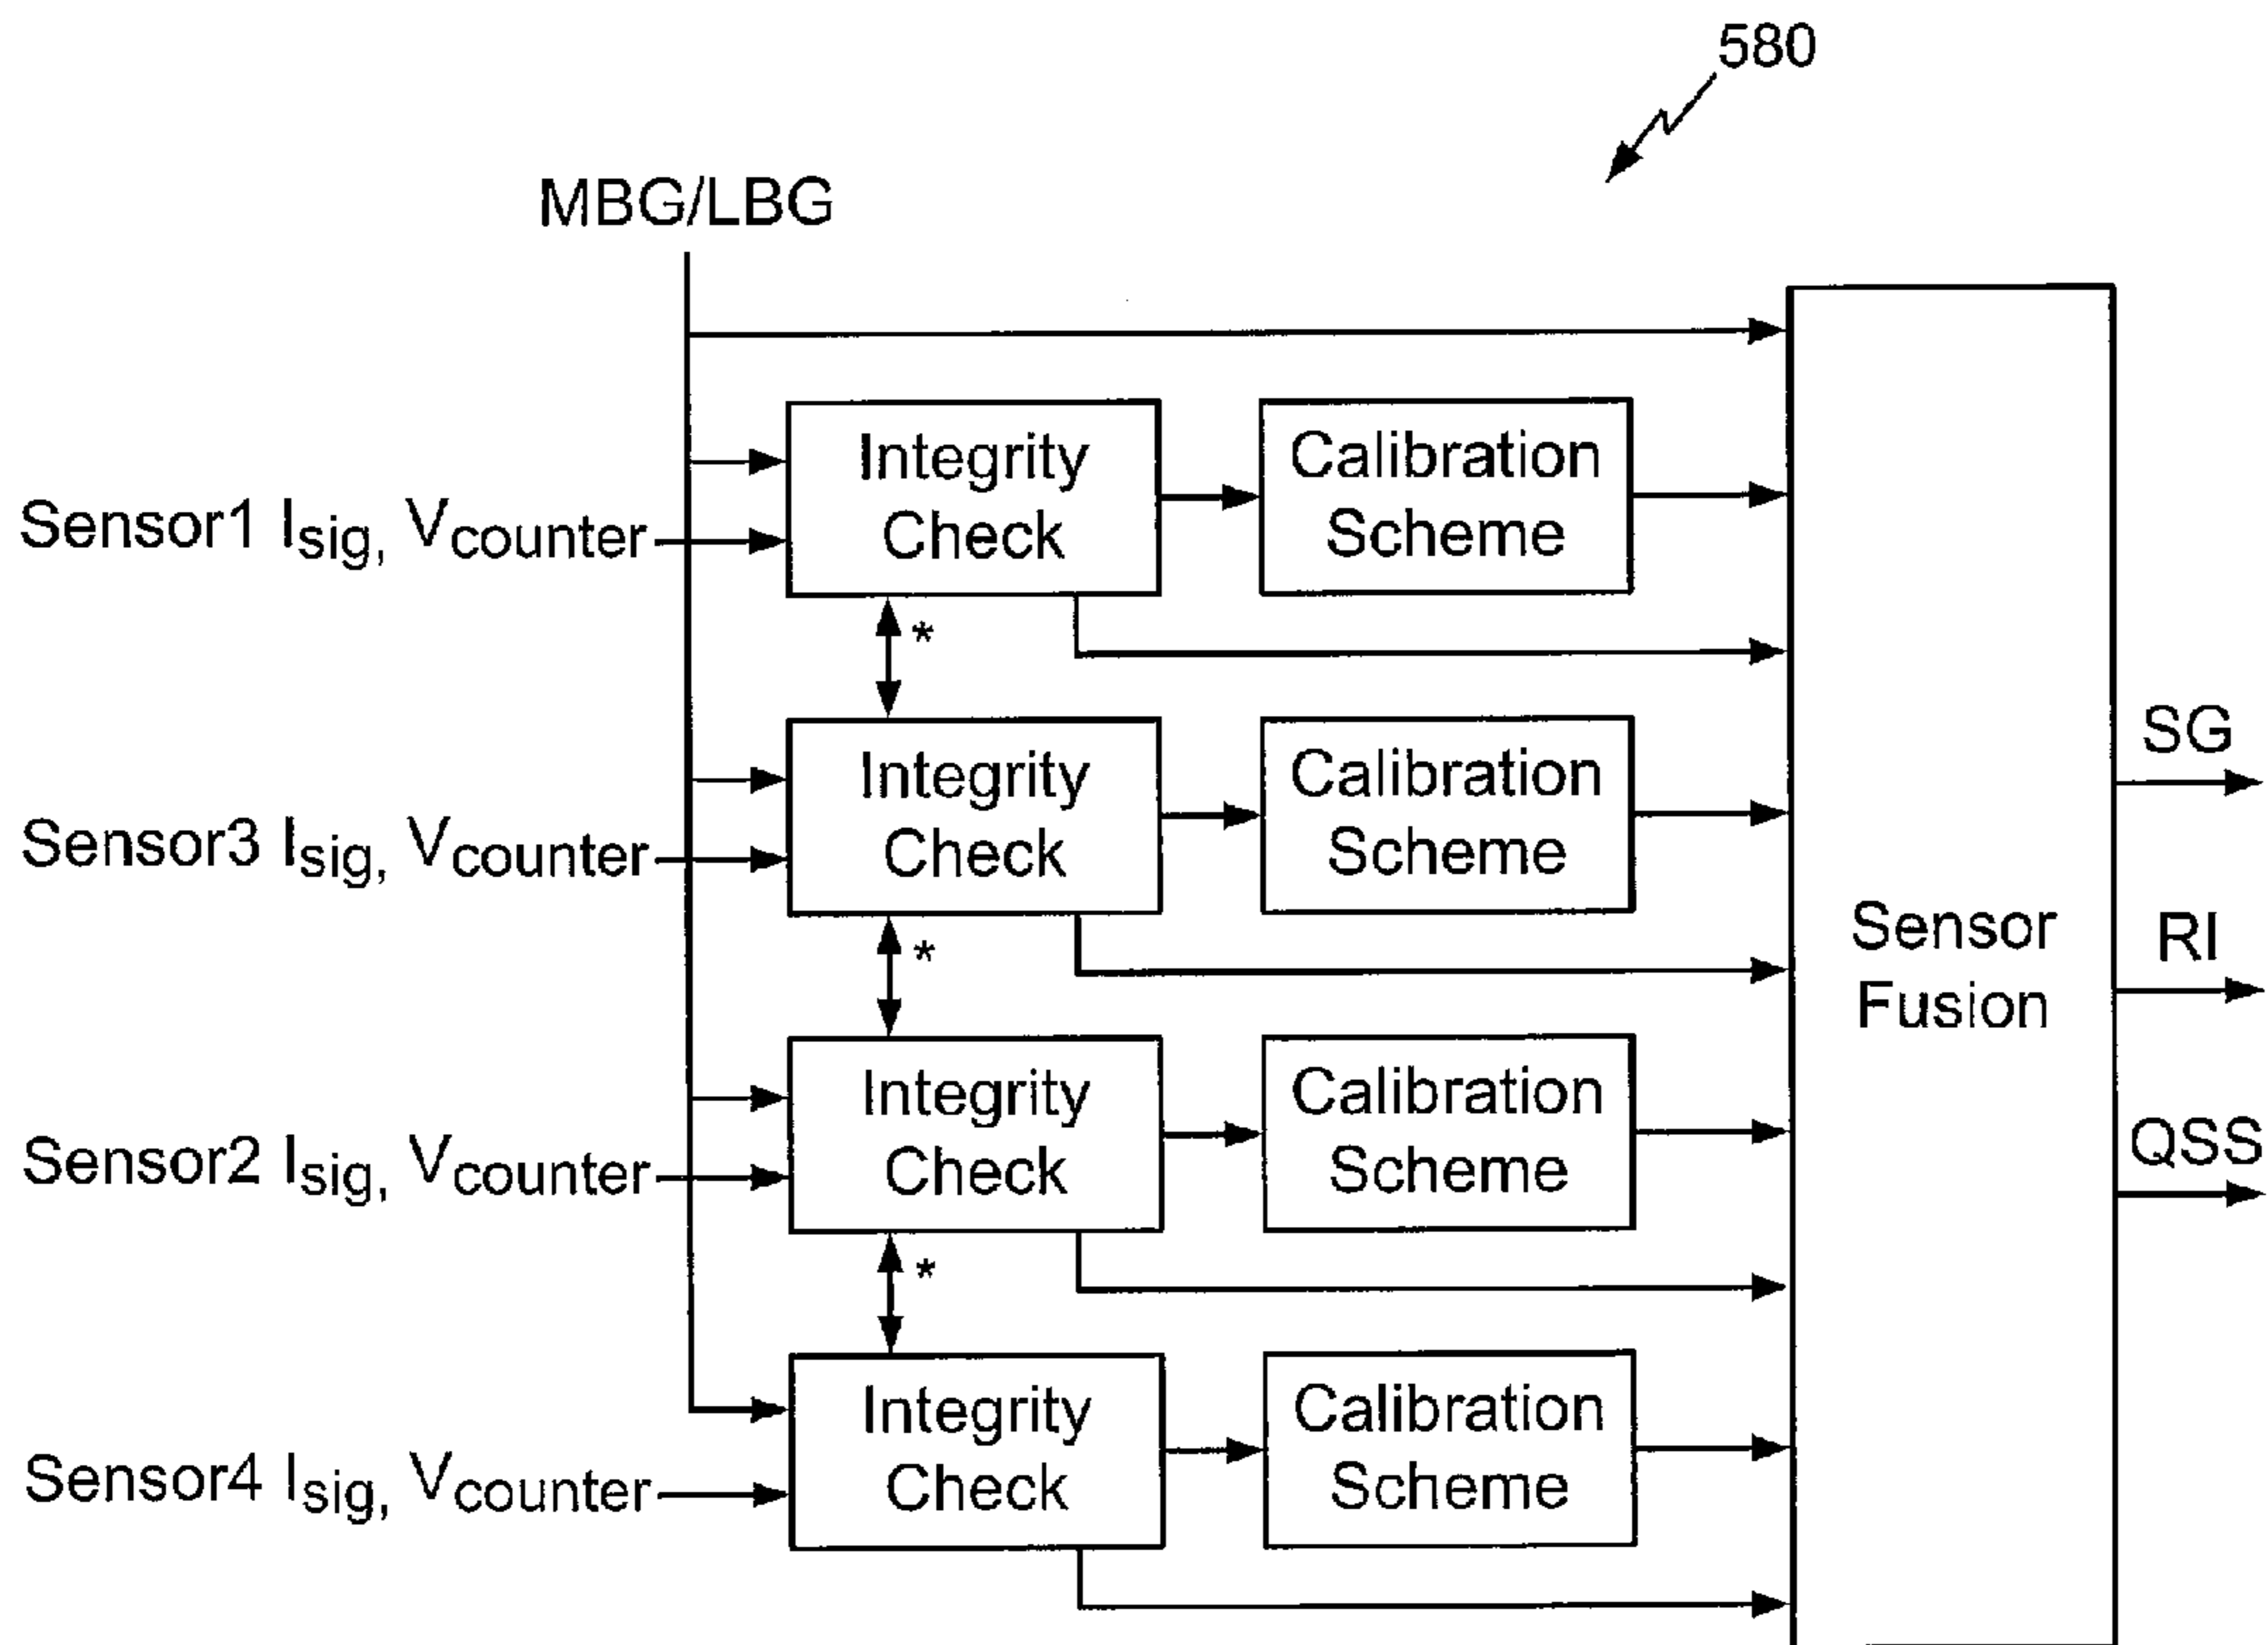 580
MBG/LBG
Sensor1 Isig, Vcounter
Integrity
Check
Calibration
Scheme
*
Sensor3 Isig, Vcounter
Integrity
Check
Calibration
Scheme
*
Sensor2 Isig, Vcounter
Integrity
Check
Calibration
Scheme
*
Sensor4 Isig, Vcounter
Integrity
Check
Calibration
Scheme
Sensor
Fusion
SG
RI
QSS